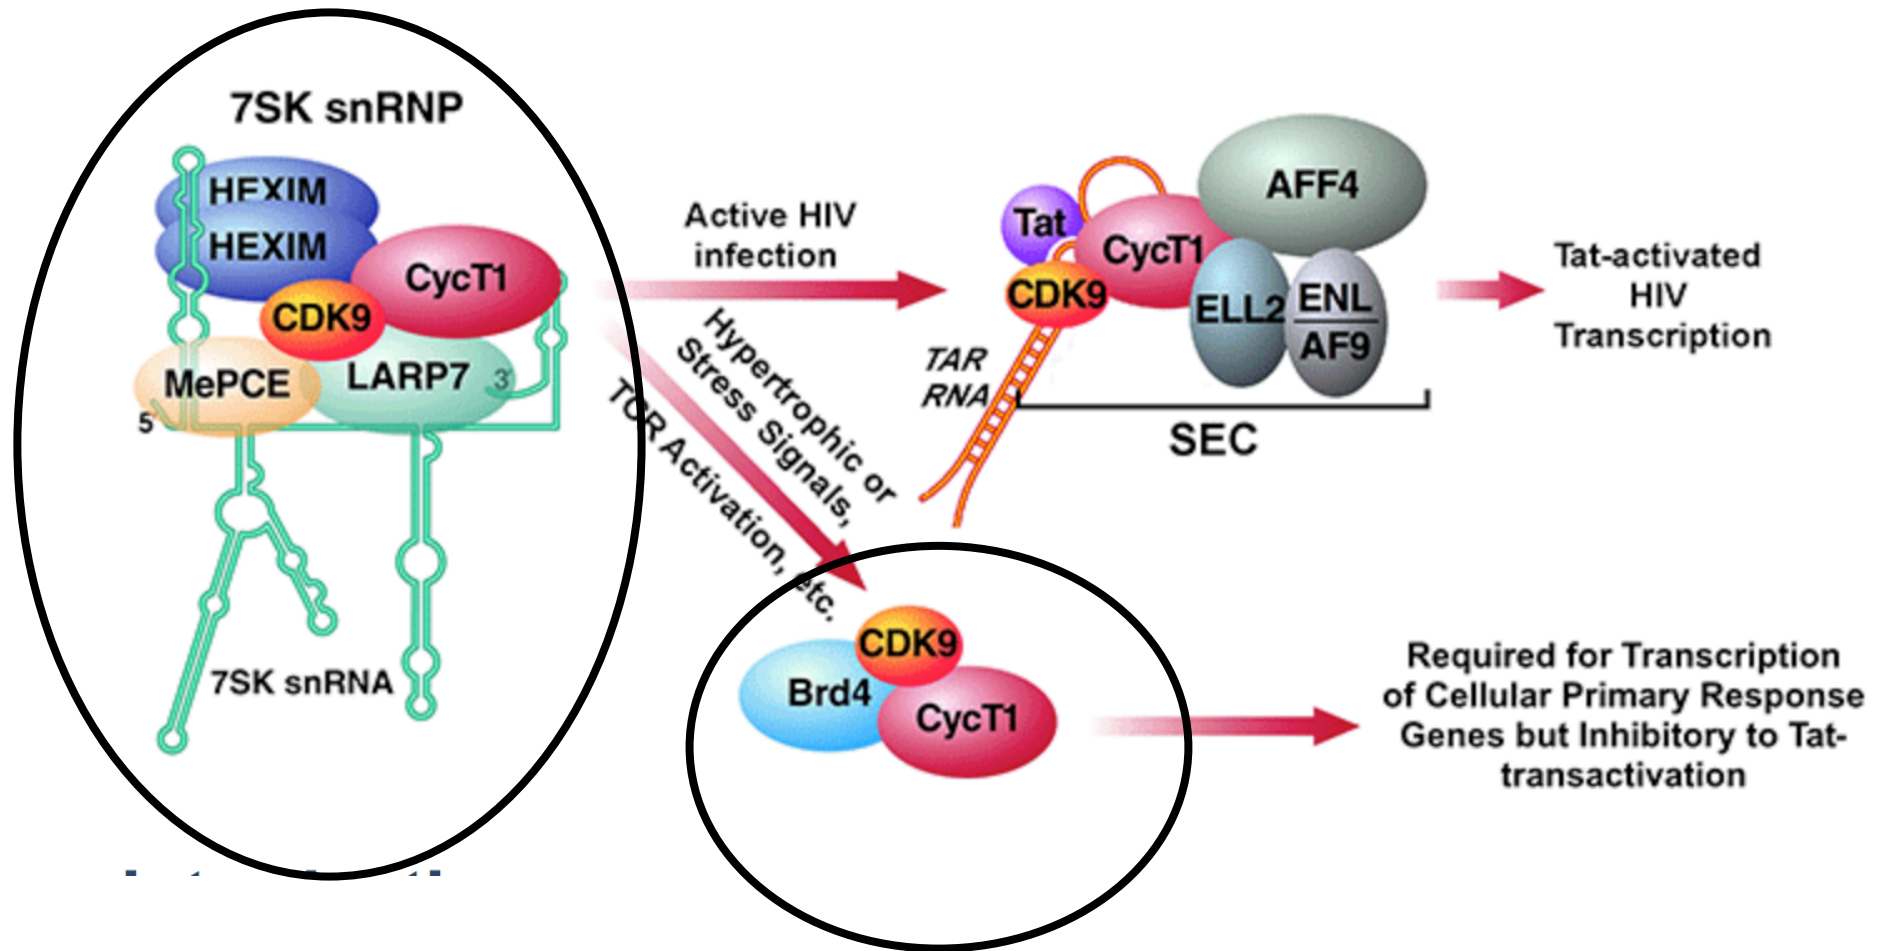 7SK snRNP
HEXIM
HEXIM
CycT1
CDK9
MePCE
LARP7
3'
5'
7SK snRNA
Active HIV
infection
Hypertrophic or
Stress Signals,
TCR Activation, etc.
Tat
CycT1
CDK9
AFF4
ELL2
ENL
AF9
TAR
RNA
SEC
Tat-activated
HIV
Transcription
CDK9
Brd4
CycT1
Required for Transcription
of Cellular Primary Response
Genes but Inhibitory to Tat-
transactivation